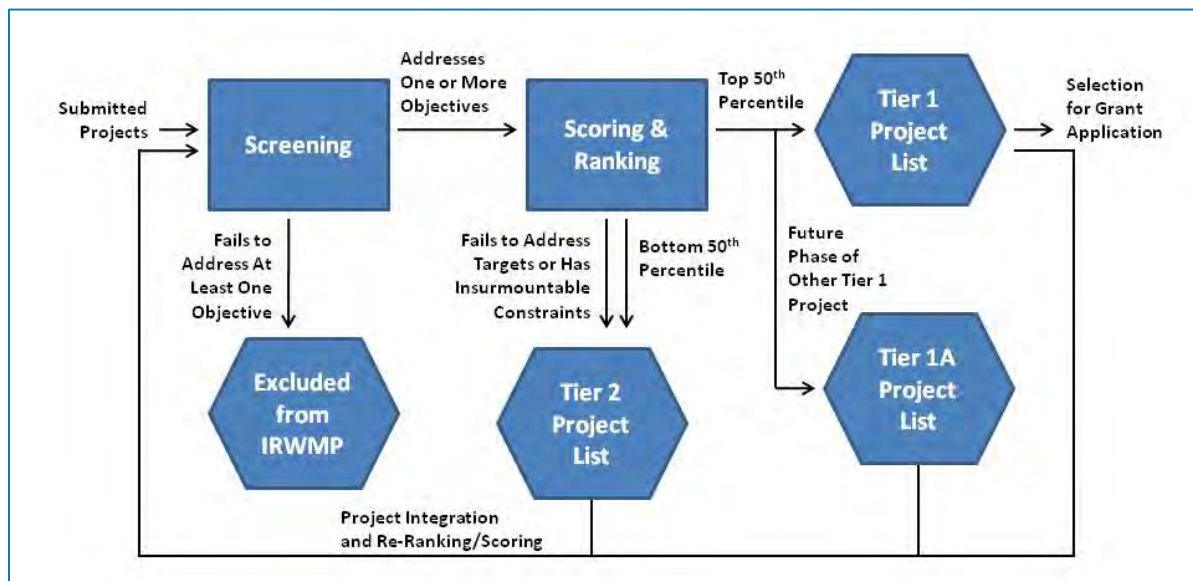 Submitted
Projects
Screening
Addresses
One or More
Objectives
Scoring &
Ranking
Top 50th
Percentile
Tier 1
Project
List
Selection
for Grant
Application
Fails to
Address At
Least One
Objective
Fails to Address
Targets or Has
Insurmountable
Constraints
Bottom 50th
Percentile
Future
Phase of
Other Tier 1
Project
Excluded
from
IRWMP
Tier 2
Project
List
Tier 1A
Project
List
Project Integration
and Re-Ranking/Scoring